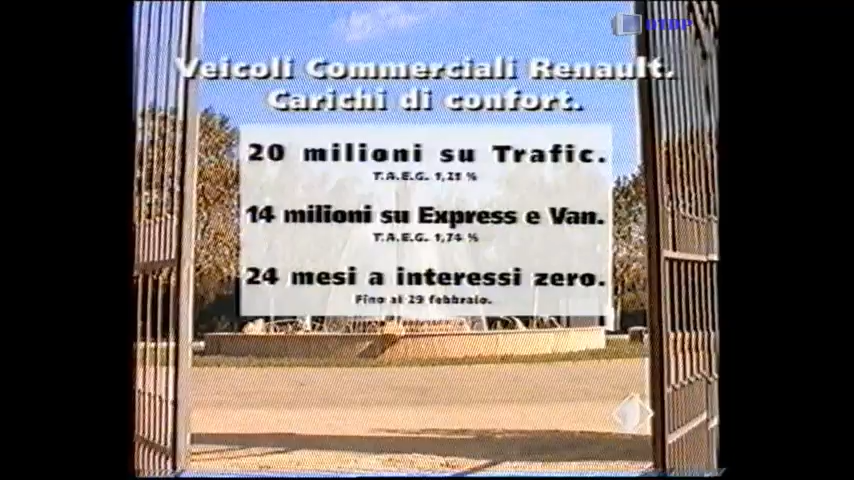 Veicoli Commerciali Renault.
Carichi di confort.
20 milioni su Trafic.
T.A.E.G. 1,21 %
14 milioni su Express e Van.
T.A.E.G. 1,74 %
24 mesi a interessi zero.
Fino al 29 febbraio.